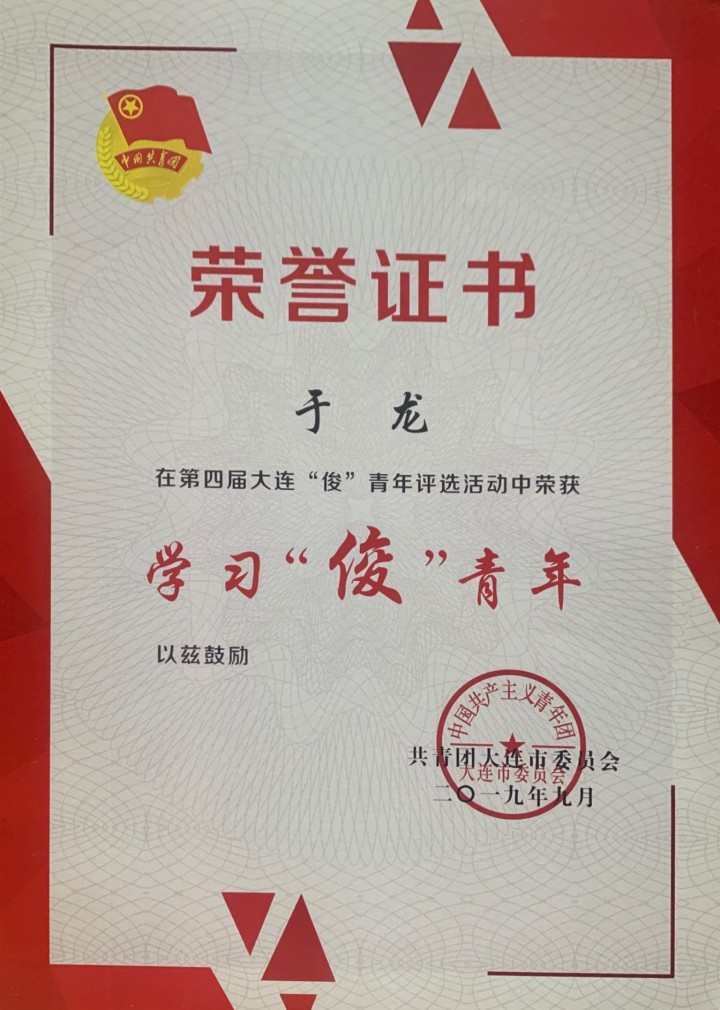 中国共青团
荣誉证书
于龙
在第四届大连“俊”青年评选活动中荣获
学习“俊”青年
以兹鼓励
中国共产主义青年团
共青团大连市委员会
大连市委员会
二〇一九年九月